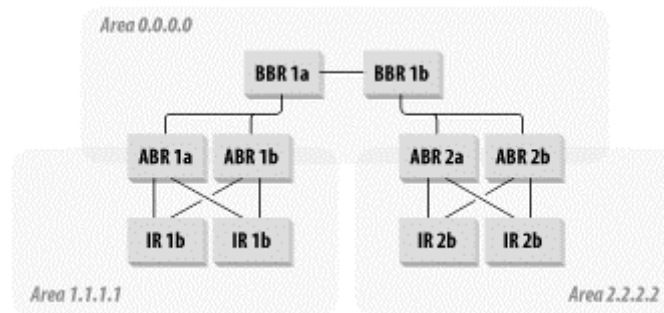 Area 0.0.0.0
BBR 1a BBR 1b
ABR 1a ABR 1b ABR 2a ABR 2b
IR 1b IR 1b IR 2b IR 2b
Area 1.1.1.1 Area 2.2.2.2